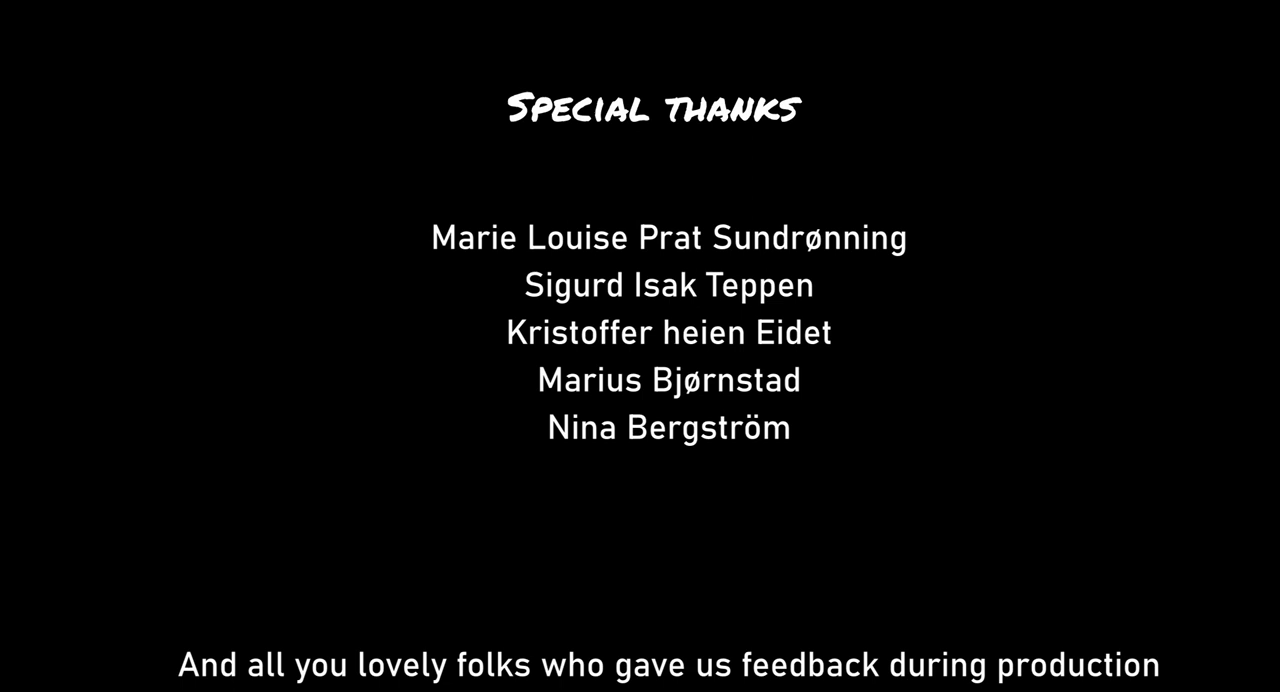 Special thanks
Marie Louise Prat Sundrønning
Sigurd Isak Teppen
Kristoffer heien Eidet
Marius Bjørnstad
Nina Bergström
And all you lovely folks who gave us feedback during production